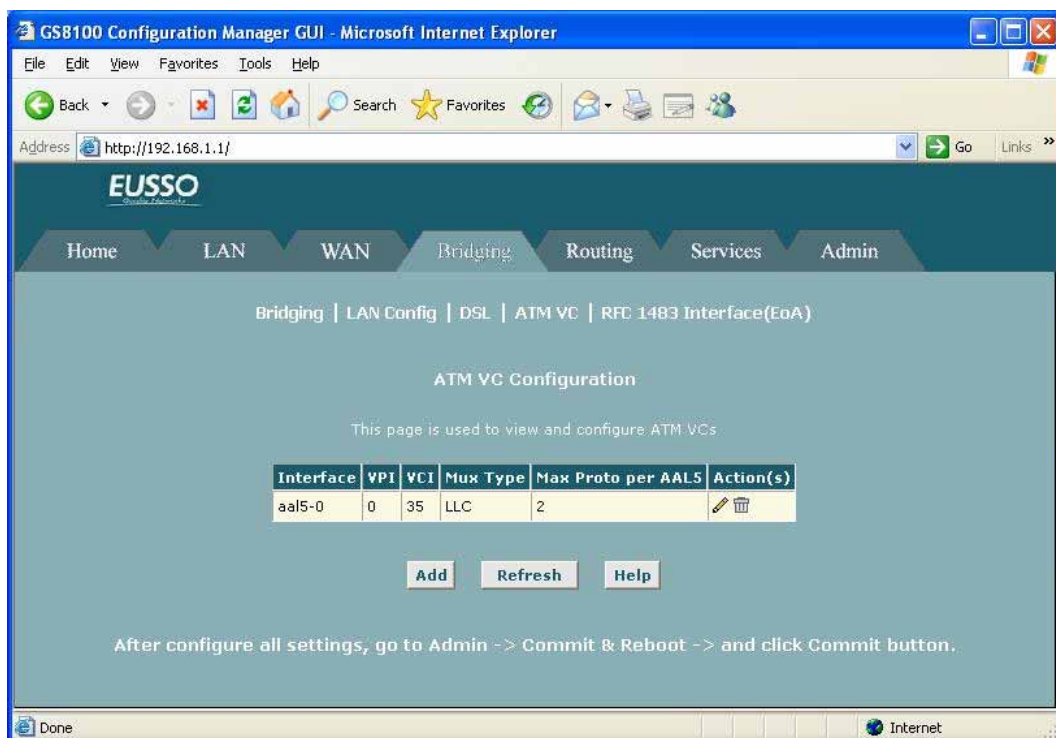 GS8100 Configuration Manager GUI - Microsoft Internet Explorer
File Edit View Favorites Tools Help
Back Search Favorites
Address http://192.168.1.1/ Go Links »
EUSSO
Home LAN WAN Bridging Routing Services Admin
Bridging | LAN Config | DSL | ATM VC | RFC 1483 Interface(EoA)
ATM VC Configuration
This page is used to view and configure ATM VCs
Interface VPI VCI Mux Type Max Proto per AAL5 Action(s)
aal5-0 0 35 LLC 2
Add Refresh Help
After configure all settings, go to Admin -> Commit & Reboot -> and click Commit button.
Done Internet